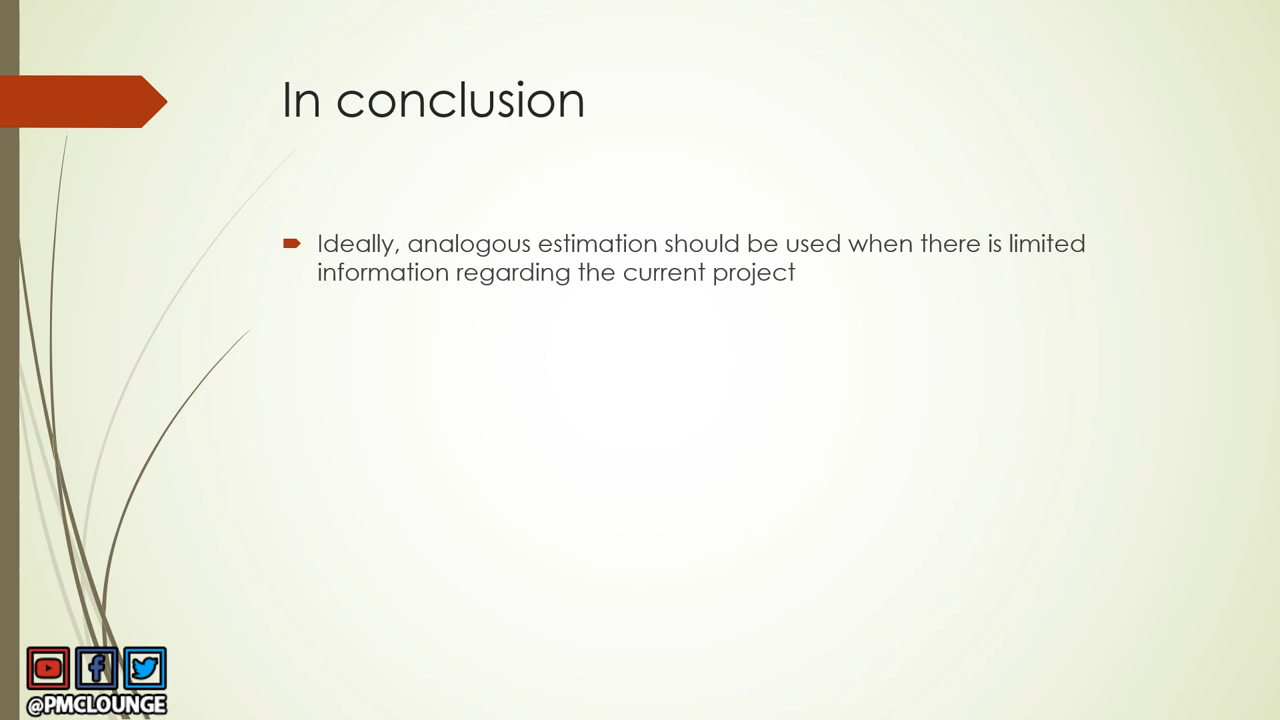 In conclusion
Ideally, analogous estimation should be used when there is limited
information regarding the current project
@PMCLOUNGE